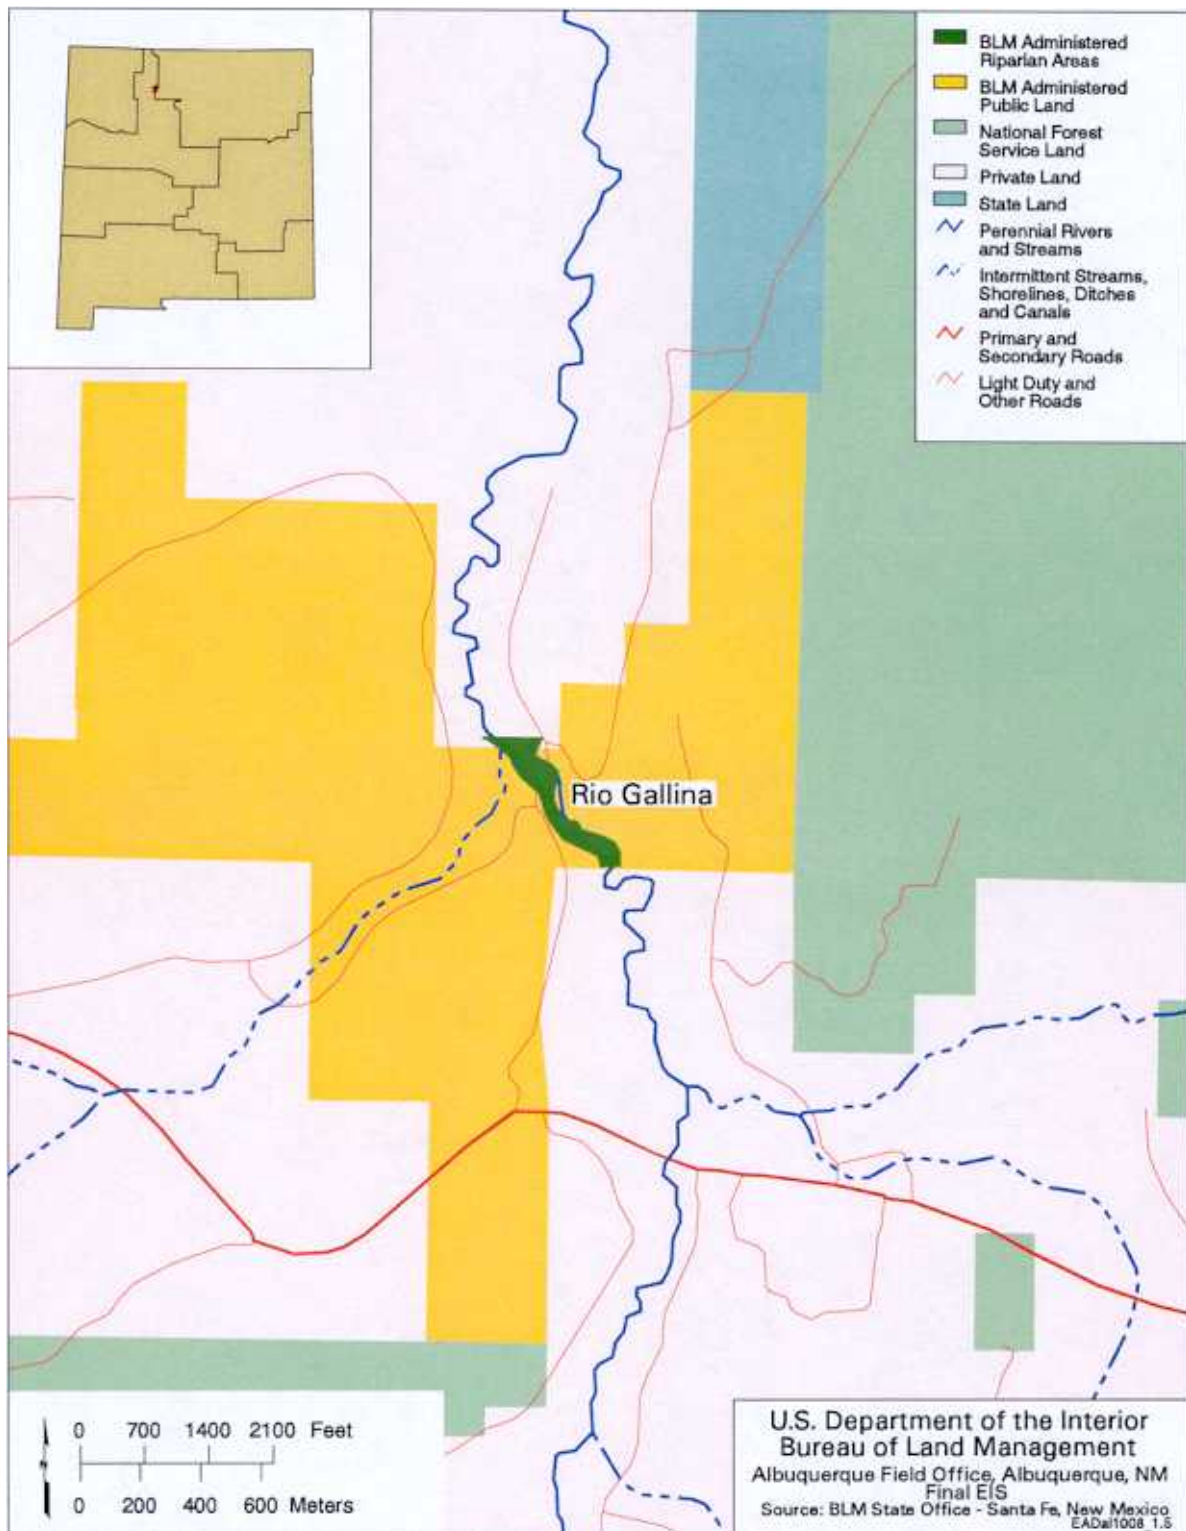 BLM Administered
Riparian Areas
BLM Administered
Public Land
National Forest
Service Land
Private Land
State Land
Perennial Rivers
and Streams
Intermittent Streams,
Shorelines, Ditches
and Canals
Primary and
Secondary Roads
Light Duty and
Other Roads
Rio Gallina
0 700 1400 2100 Feet
0 200 400 600 Meters
U.S. Department of the Interior
Bureau of Land Management
Albuquerque Field Office, Albuquerque, NM
Final EIS
Source: BLM State Office - Santa Fe, New Mexico